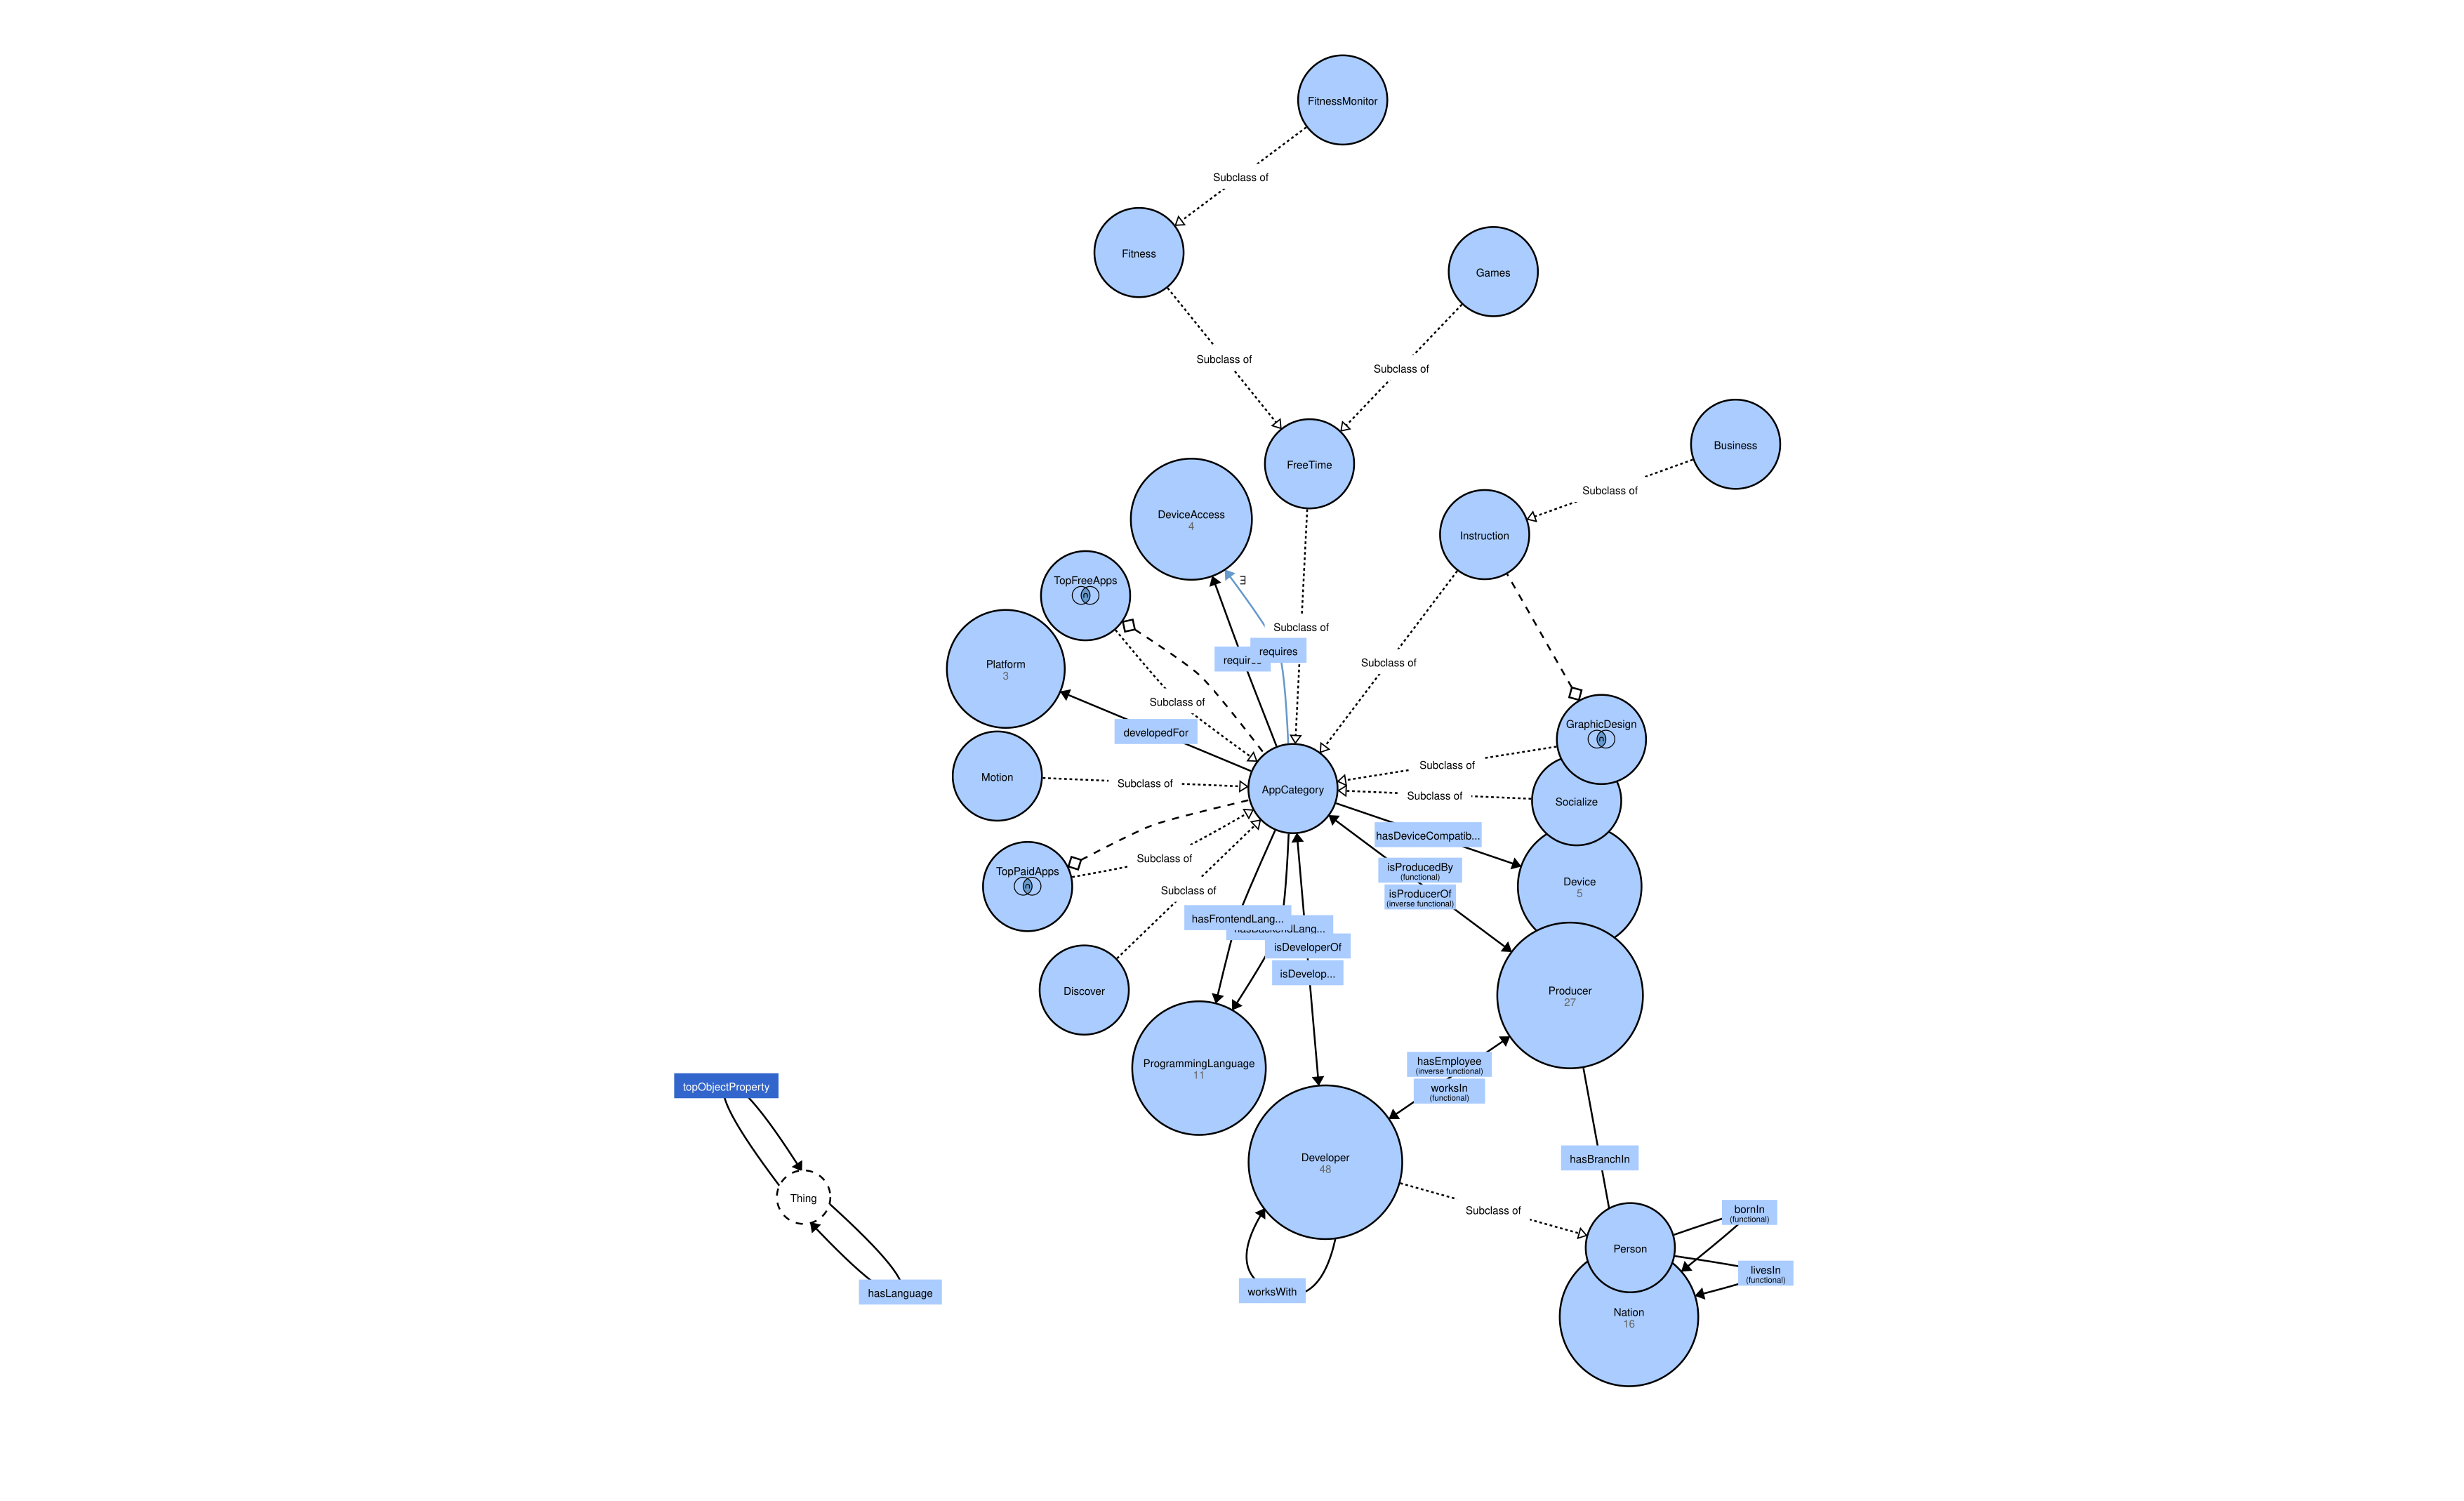 FitnessMonitor
Subclass of
Fitness
Games
Subclass of
Subclass of
Business
FreeTime
Subclass of
DeviceAccess
4
Instruction
TopFreeApps
∩
E
Subclass of
requires
requires
Subclass of
Platform
3
Subclass of
developedFor
GraphicDesign
∩
Subclass of
Motion
Subclass of
AppCategory
Subclass of
Socialize
hasDeviceCompatib...
Subclass of
TopPaidApps
∩
isProducedBy
(functional)
Device
5
Subclass of
isProducerOf
(inverse functional)
hasFrontendLang...
hasBackendLang...
isDeveloperOf
isDevelop...
Discover
Producer
27
ProgrammingLanguage
11
hasEmployee
(inverse functional)
worksIn
(functional)
topObjectProperty
Developer
48
hasBranchIn
Thing
Subclass of
bornIn
(functional)
Person
livesIn
(functional)
hasLanguage
worksWith
Nation
16